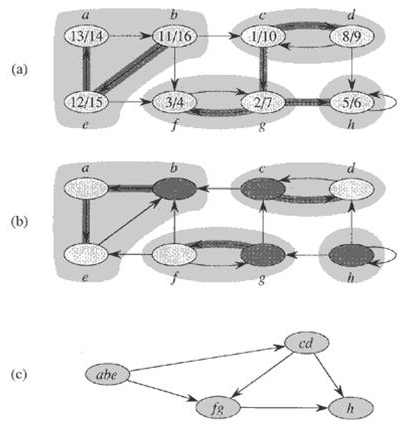 a b c d
13/14 11/16 1/10 8/9
(a)
12/15 3/4 2/7 5/6
e f g h
a b c d
(b)
e f g h
cd
abe
(c)
fg h